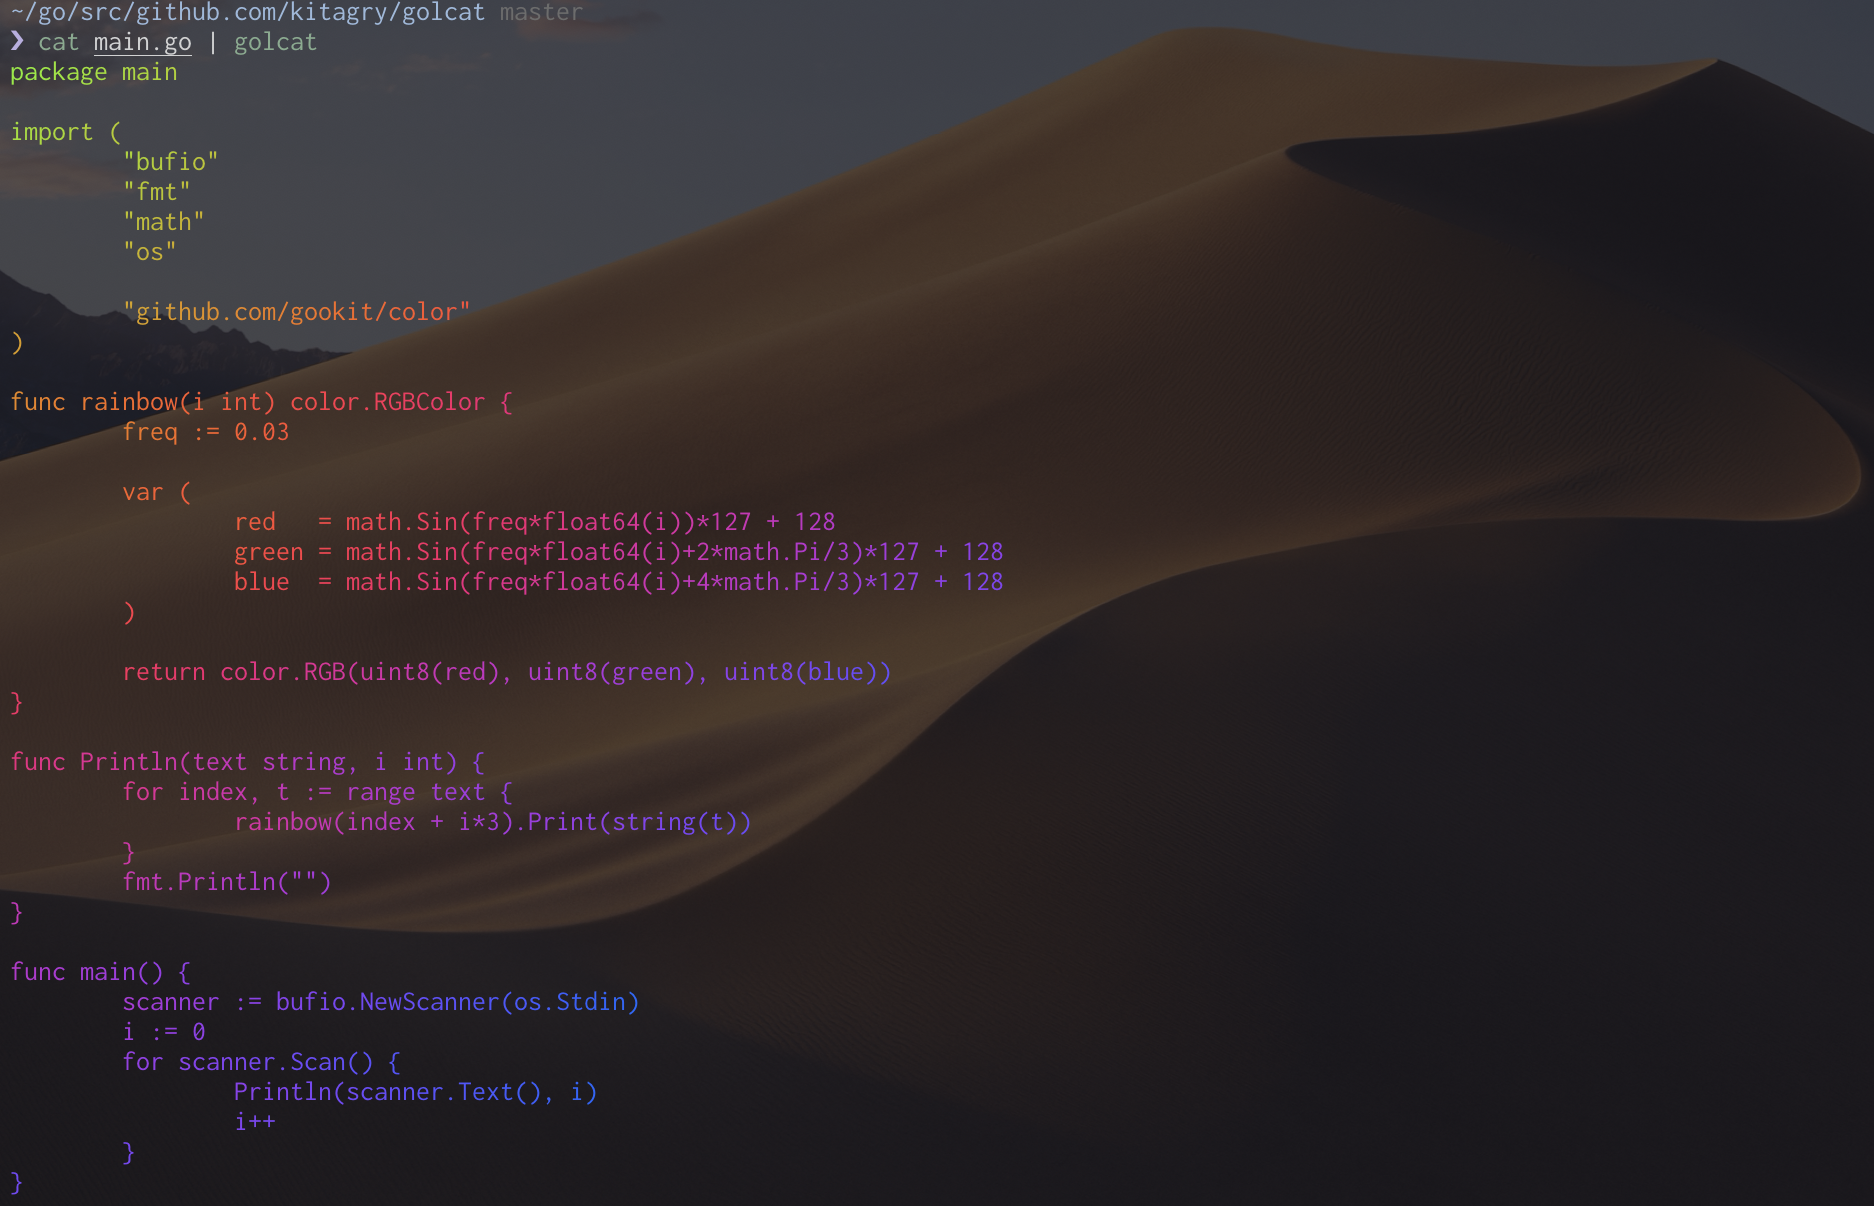 ~/go/src/github.com/kitagry/golcat master
❯ cat main.go | golcat
package main

import (
        "bufio"
        "fmt"
        "math"
        "os"

        "github.com/gookit/color"
)

func rainbow(i int) color.RGBColor {
        freq := 0.03

        var (
                red   = math.Sin(freq*float64(i))*127 + 128
                green = math.Sin(freq*float64(i)+2*math.Pi/3)*127 + 128
                blue  = math.Sin(freq*float64(i)+4*math.Pi/3)*127 + 128
        )

        return color.RGB(uint8(red), uint8(green), uint8(blue))
}

func Println(text string, i int) {
        for index, t := range text {
                rainbow(index + i*3).Print(string(t))
        }
        fmt.Println("")
}

func main() {
        scanner := bufio.NewScanner(os.Stdin)
        i := 0
        for scanner.Scan() {
                Println(scanner.Text(), i)
                i++
        }
}